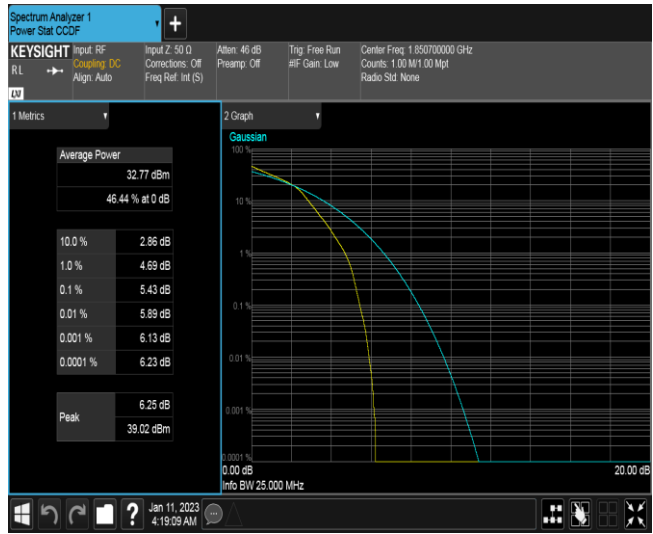 Spectrum Analyzer 1
Power Stat CCDF
+
KEYSIGHT
RL
LXI
Input: RF
Coupling: DC
Align: Auto
Input Z: 50 Ω
Corrections: Off
Freq Ref: Int (S)
Atten: 46 dB
Preamp: Off
Trig: Free Run
#IF Gain: Low
Center Freq: 1.850700000 GHz
Counts: 1.00 M/1.00 Mpt
Radio Std: None
1 Metrics
Average Power
32.77 dBm
46.44 % at 0 dB
10.0 % 2.86 dB
1.0 % 4.69 dB
0.1 % 5.43 dB
0.01 % 5.89 dB
0.001 % 6.13 dB
0.0001 % 6.23 dB
Peak
6.25 dB
39.02 dBm
2 Graph
Gaussian
100 %
10 %
1 %
0.1 %
0.01 %
0.001 %
0.0001 %
0.00 dB 20.00 dB
Info BW 25.000 MHz
?
Jan 11, 2023
4:19:09 AM